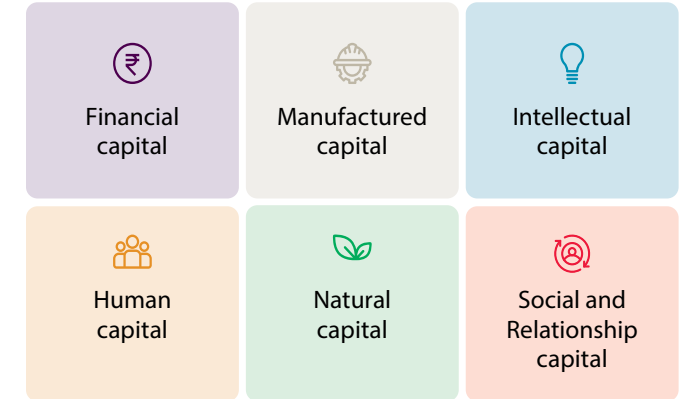 ₹
Financial
capital
Manufactured
capital
Intellectual
capital
Human
capital
Natural
capital
Social and
Relationship
capital